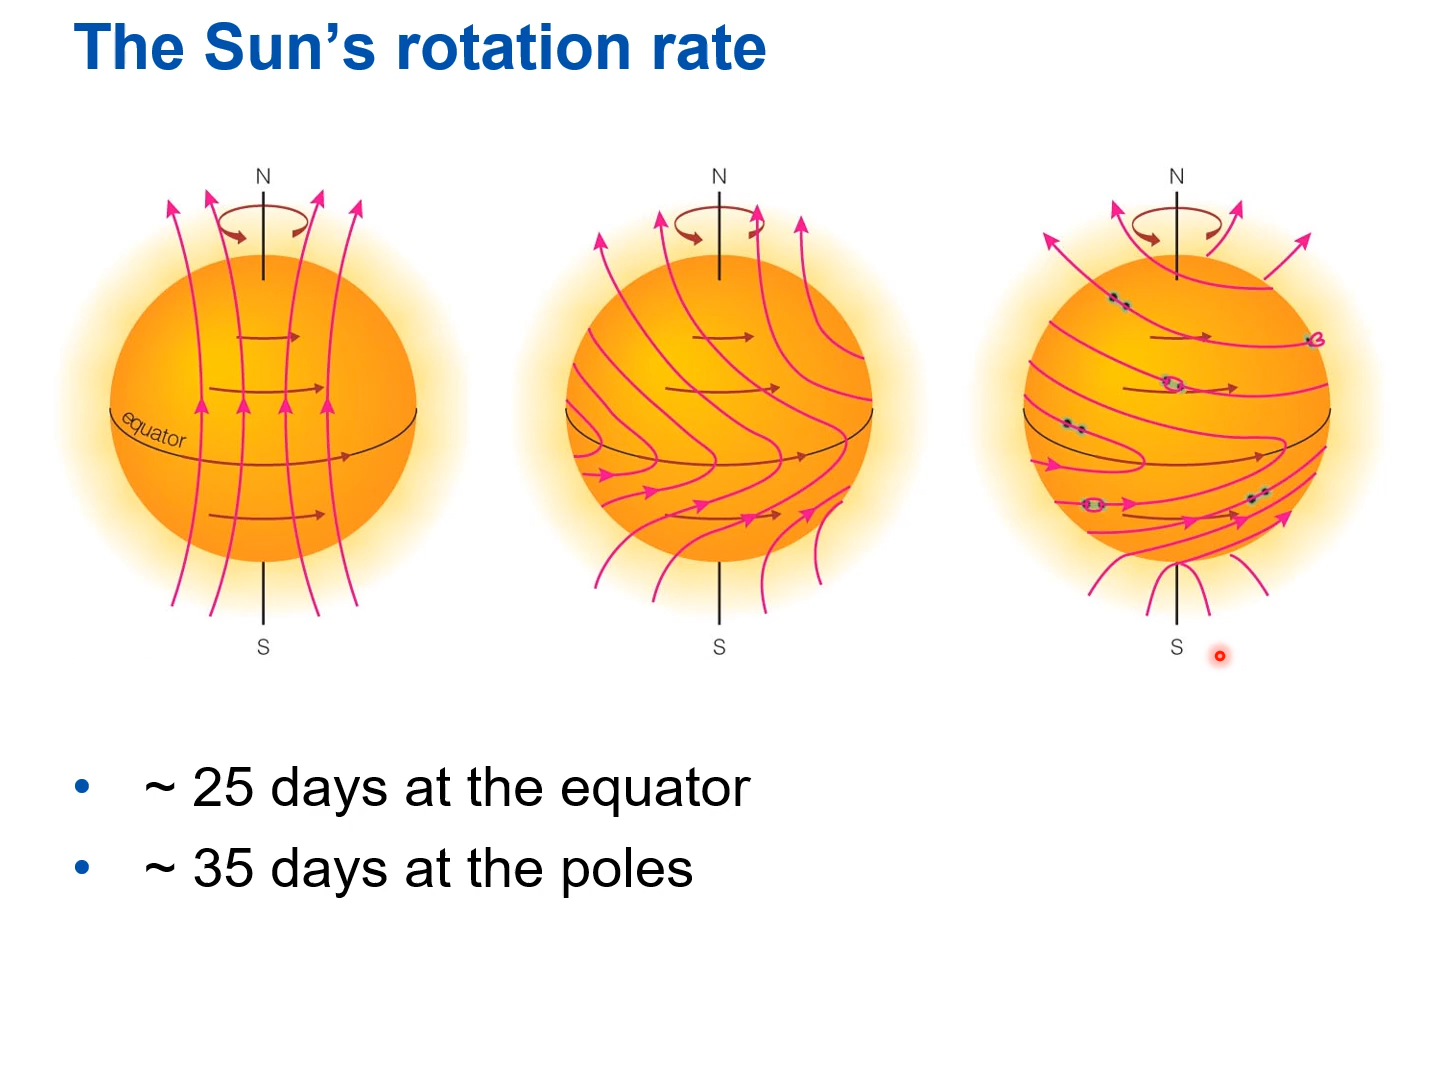 The Sun's rotation rate
N
N
N
equator
S
S
S
• ~ 25 days at the equator
• ~ 35 days at the poles